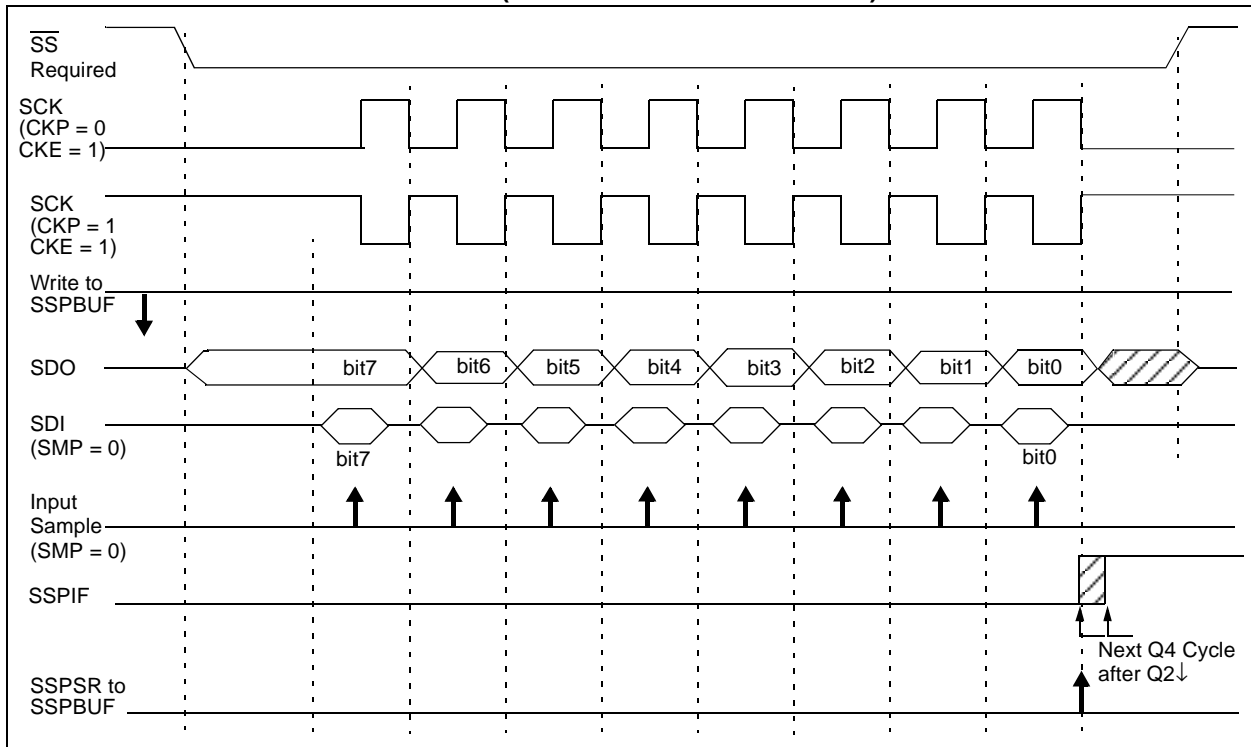 SS
Required
SCK
(CKP = 0
CKE = 1)
SCK
(CKP = 1
CKE = 1)
Write to
SSPBUF
SDO
bit7 bit6 bit5 bit4 bit3 bit2 bit1 bit0
SDI
(SMP = 0)
bit7 bit0
Input
Sample
(SMP = 0)
SSPIF
Next Q4 Cycle
after Q2↓
SSPSR to
SSPBUF